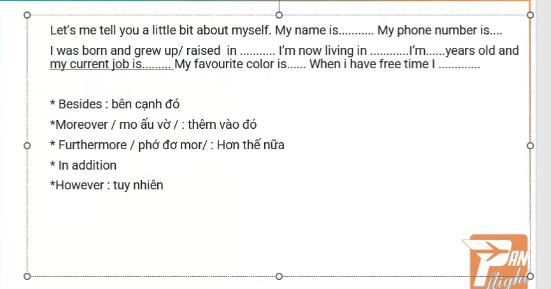 Let's me tell you a little bit about myself. My name is........... My phone number is....
I was born and grew up/ raised in ........... I'm now living in ............I'm......years old and
my current job is......... My favourite color is...... When i have free time I .............
* Besides : bên cạnh đó
*Moreover / mo ấu vờ / : thêm vào đó
* Furthermore / phớ đơ mor/ : Hơn thế nữa
* In addition
*However : tuy nhiên
PAN
flight